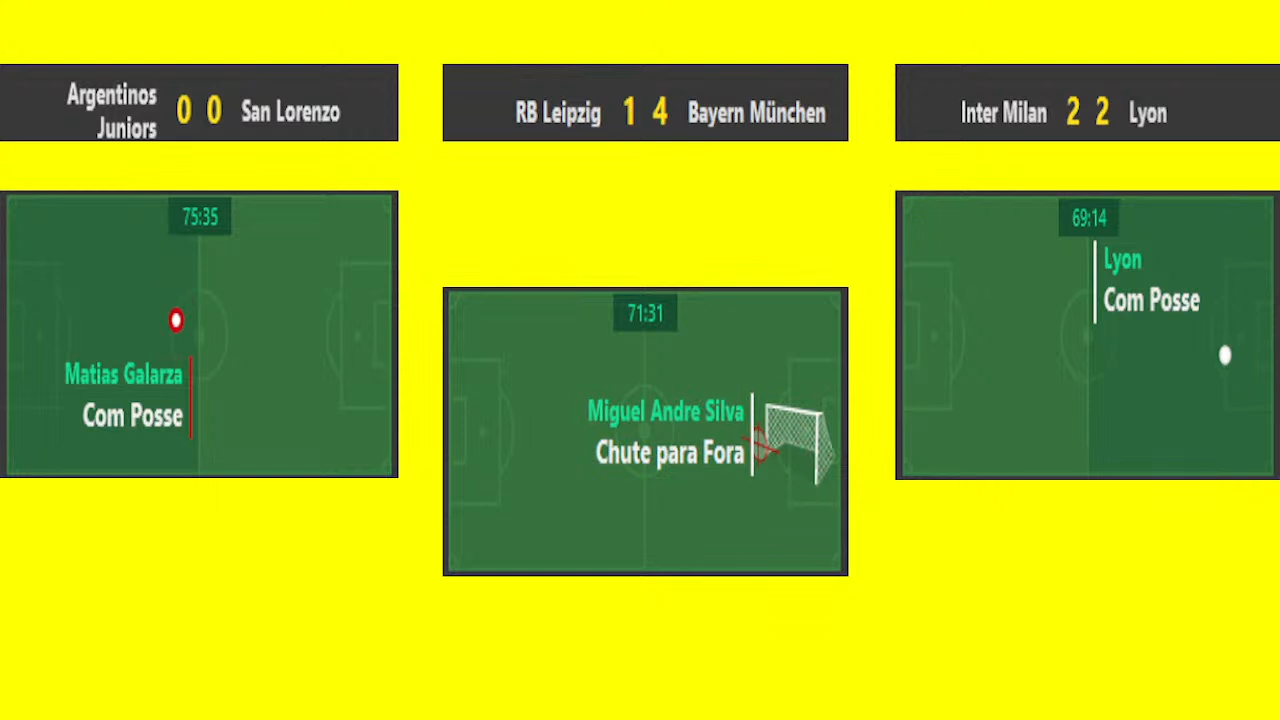 Argentinos
Juniors
0 0
San Lorenzo
RB Leipzig 1 4 Bayern München
Inter Milan 2 2 Lyon
75:35
Matias Galarza
Com Posse
71:31
Miguel Andre Silva
Chute para Fora
69:14
Lyon
Com Posse